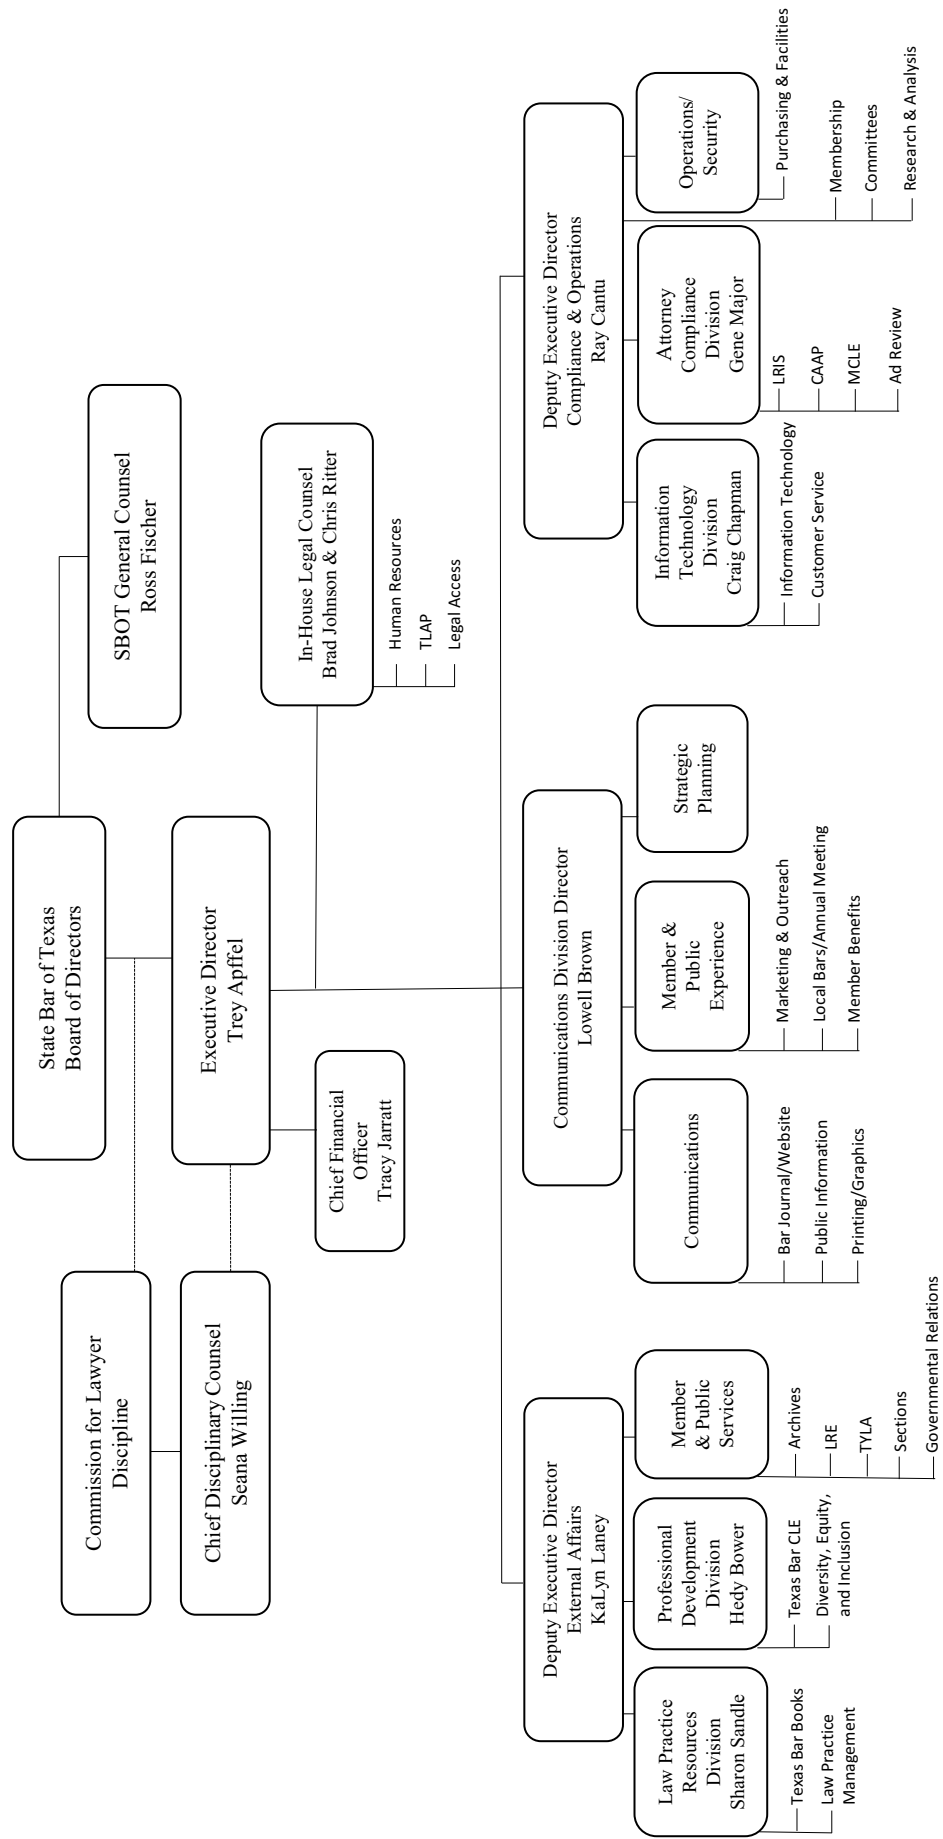 State Bar of Texas
Board of Directors
SBOT General Counsel
Ross Fischer
Commission for Lawyer
Discipline
Chief Disciplinary Counsel
Seana Willing
Executive Director
Trey Apffel
In-House Legal Counsel
Brad Johnson & Chris Ritter
Human Resources
TLAP
Legal Access
Chief Financial
Officer
Tracy Jarratt
Deputy Executive Director
External Affairs
KaLyn Laney
Law Practice
Resources
Division
Sharon Sandle
Texas Bar Books
Law Practice
Management
Professional
Development
Division
Hedy Bower
Texas Bar CLE
Diversity, Equity,
and Inclusion
Member
& Public
Services
Archives
LRE
TYLA
Sections
Governmental Relations
Communications Division Director
Lowell Brown
Communications
Bar Journal/Website
Public Information
Printing/Graphics
Member &
Public
Experience
Marketing & Outreach
Local Bars/Annual Meeting
Member Benefits
Strategic
Planning
Deputy Executive Director
Compliance & Operations
Ray Cantu
Information
Technology
Division
Craig Chapman
Information Technology
Customer Service
Attorney
Compliance
Division
Gene Major
LRIS
CAAP
MCLE
Ad Review
Operations/
Security
Purchasing & Facilities
Membership
Committees
Research & Analysis